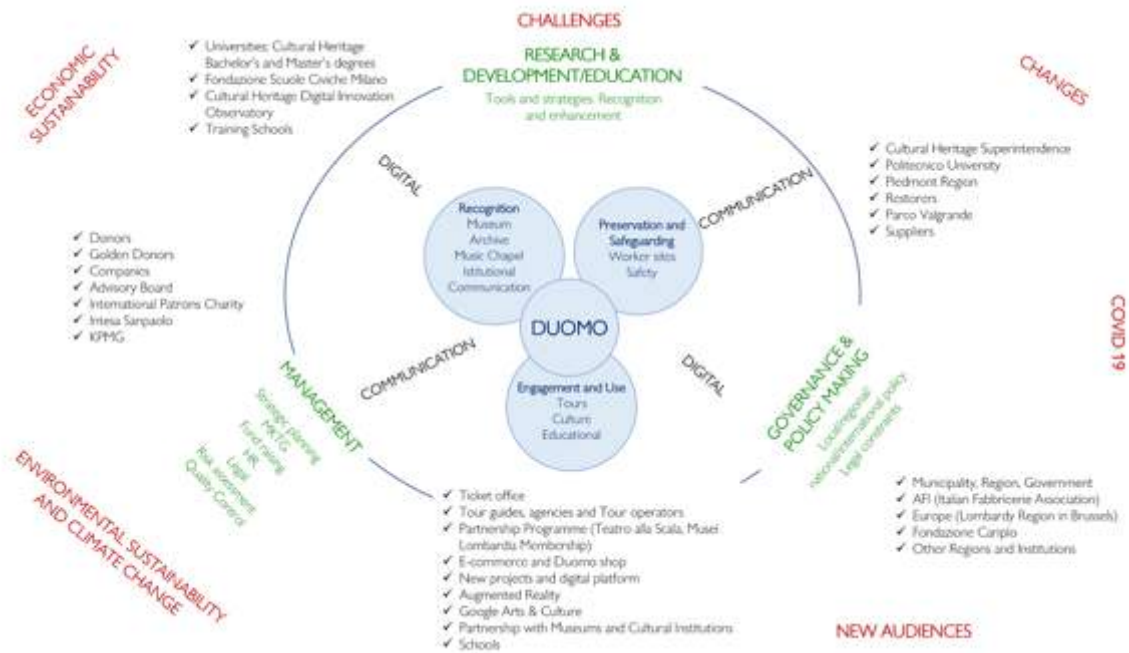 CHALLENGES
RESEARCH &
DEVELOPMENT/EDUCATION
Tools and strategies. Recognition
and enhancement
ECONOMIC
SUSTAINABILITY
✓ Universities: Cultural Heritage
Bachelor's and Master's degrees
✓ Fondazione Scuole Civiche Milano
✓ Cultural Heritage Digital Innovation
Observatory
✓ Training Schools
CHANGES
✓ Cultural Heritage Superintendence
✓ Politecnico University
✓ Piedmont Region
✓ Restorers
✓ Parco Valgrande
✓ Suppliers
DIGITAL
COMMUNICATION
Recognition
Museum
Archive
Music Chapel
Istitutional
Communication
Preservation and
Safeguarding
Worker sites
Safety
✓ Donors
✓ Golden Donors
✓ Companies
✓ Advisory Board
✓ International Patrons Charity
✓ Intesa Sanpaolo
✓ KPMG
DUOMO
COVID 19
COMMUNICATION
DIGITAL
Engagement and Use
Tours
Culture
Educational
MANAGEMENT
Strategy planning
MKTG
Fund raising
HR
Legal
Risk assessment
Quality Control
GOVERNANCE &
POLICY MAKING
Local/regional/
national/international policy.
Legal constraints
ENVIRONMENTAL SUSTAINABILITY
AND CLIMATE CHANGE
✓ Ticket office
✓ Tour guides, agencies and Tour operators
✓ Partnership Programme (Teatro alla Scala, Musei
Lombardia Membership)
✓ E-commerce and Duomo shop
✓ New projects and digital platform
✓ Augmented Reality
✓ Google Arts & Culture
✓ Partnership with Museums and Cultural Institutions
✓ Schools
✓ Municipality, Region, Government
✓ AFI (Italian Fabbricerie Association)
✓ Europe (Lombardy Region in Brussels)
✓ Fondazione Cariplo
✓ Other Regions and Institutions
NEW AUDIENCES